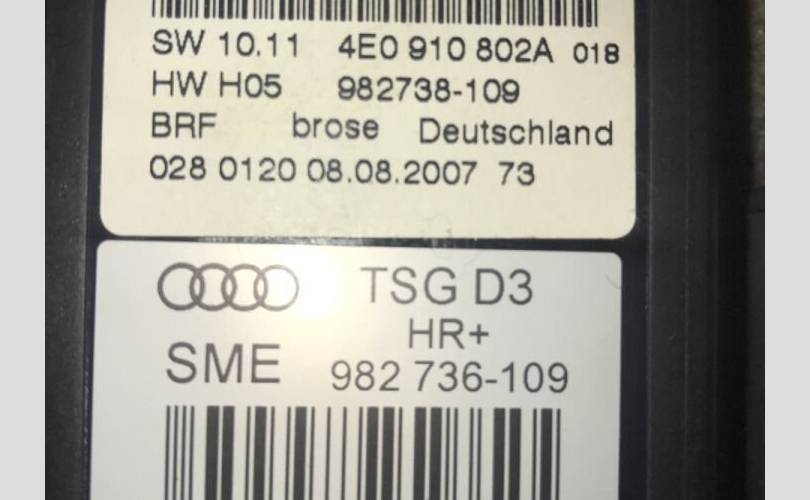 SW 10.11 4E0 910 802A 018
HW H05 982738-109
BRF brose Deutschland
028 0120 08.08.2007 73
TSG D3
HR+
SME 982 736-109